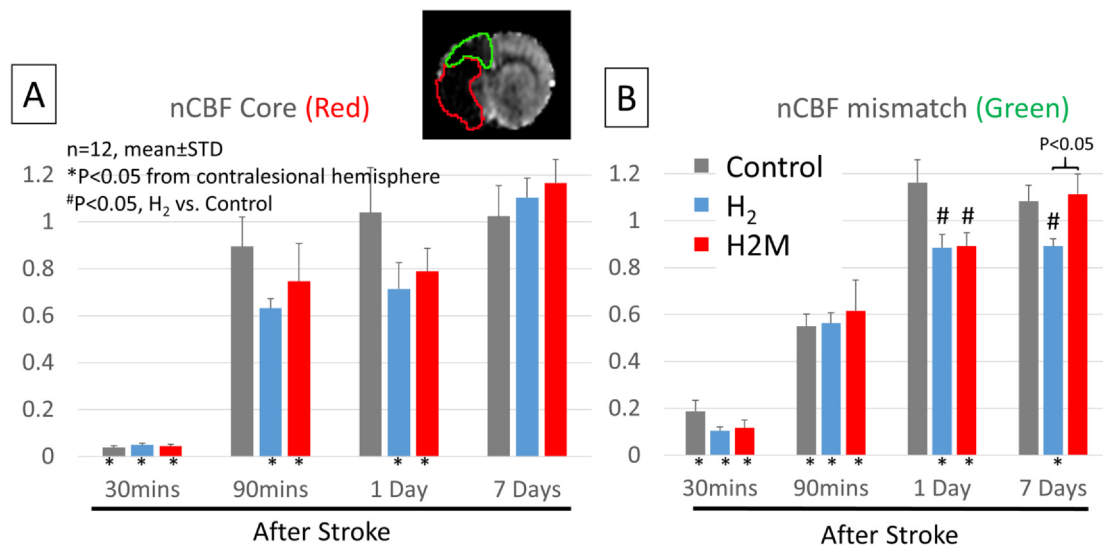 A
nCBF Core (Red)
n=12, mean±STD
*P<0.05 from contralesional hemisphere
#P<0.05, H2 vs. Control
1.2
1
0.8
0.6
0.4
0.2
0
* * * * * * *
30mins 90mins 1 Day 7 Days
After Stroke
B
nCBF mismatch (Green)
P<0.05
Control
H2
H2M
# # #
1.2
1
0.8
0.6
0.4
0.2
0
* * * * * * * * *
30mins 90mins 1 Day 7 Days
After Stroke